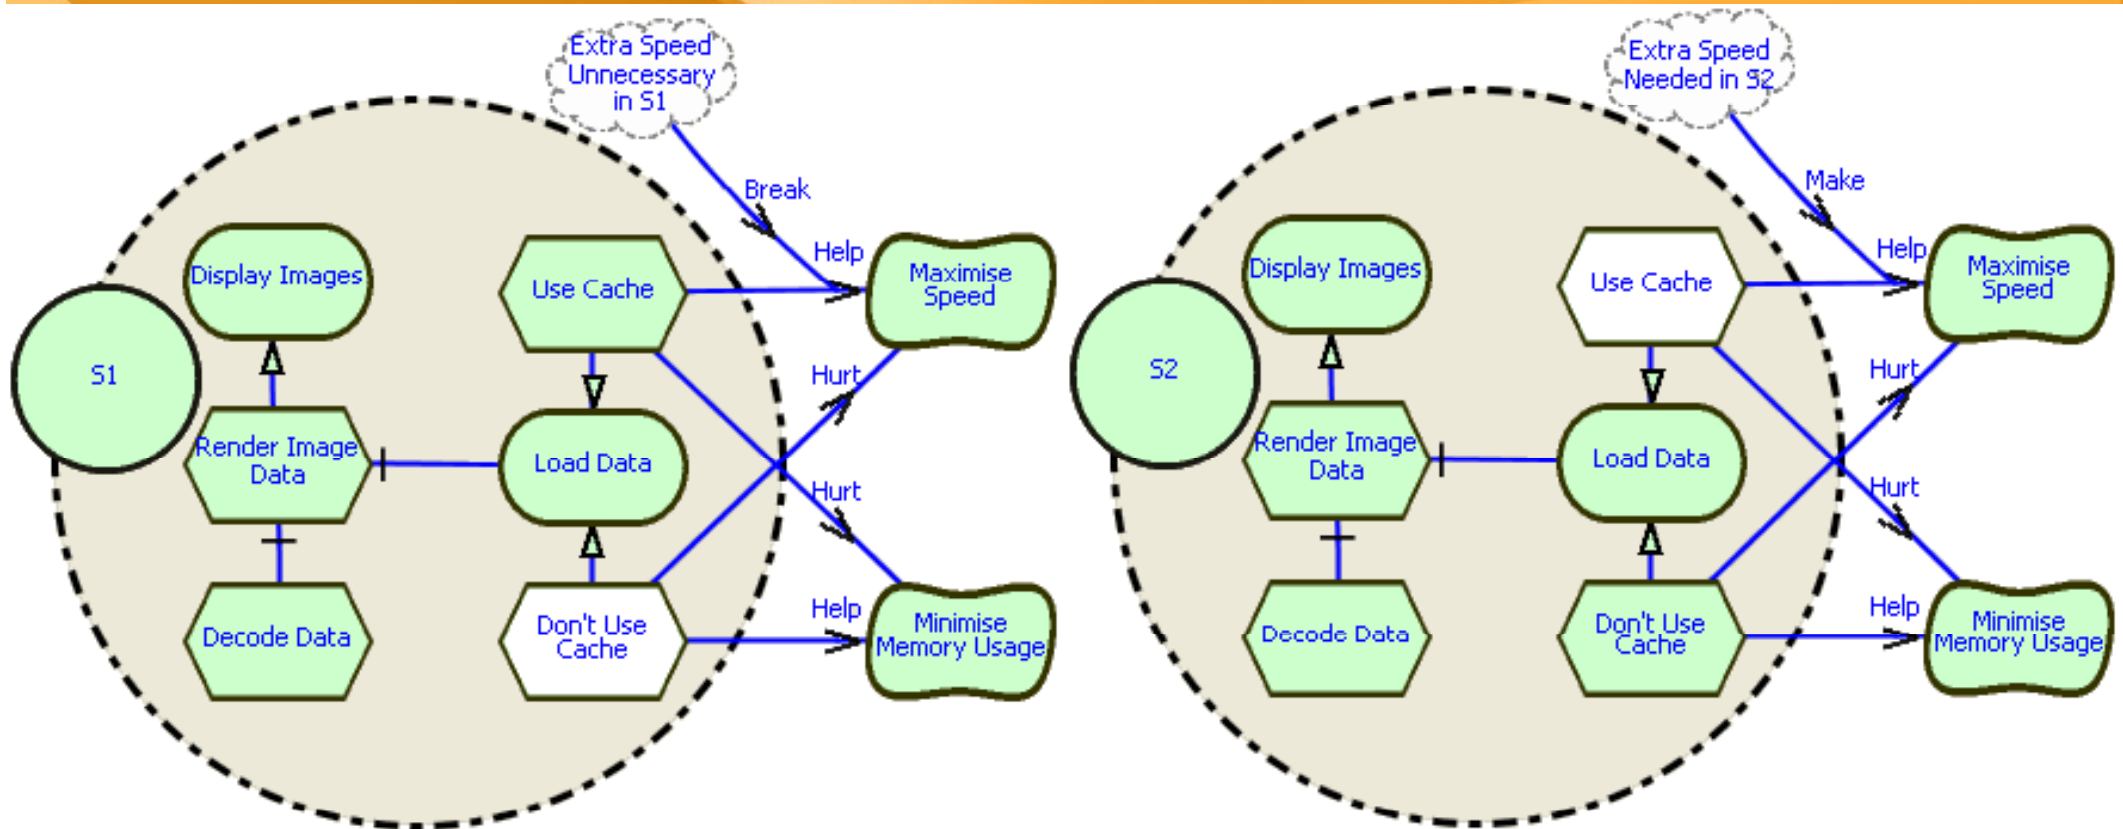 Extra Speed
Unnecessary
in S1
Break
Help
Display Images
Use Cache
Maximise
Speed
S1
Hurt
Render Image
Data
Load Data
Hurt
Decode Data
Don't Use
Cache
Help
Minimise
Memory Usage
Extra Speed
Needed in S2
Make
Help
Display Images
Use Cache
Maximise
Speed
S2
Hurt
Render Image
Data
Load Data
Hurt
Decode Data
Don't Use
Cache
Help
Minimise
Memory Usage